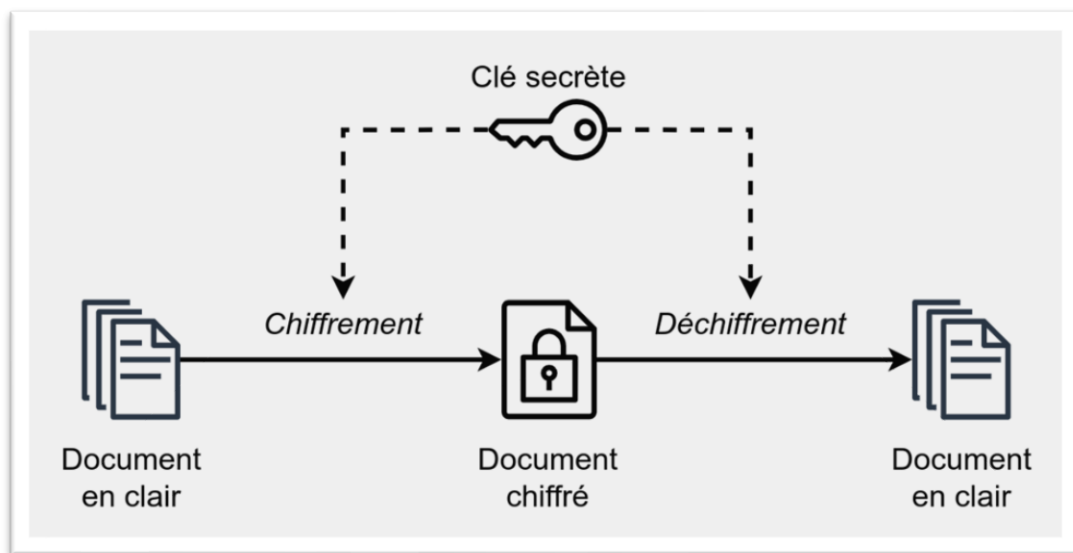 Clé secrète
Chiffrement
Déchiffrement
Document
en clair
Document
chiffré
Document
en clair